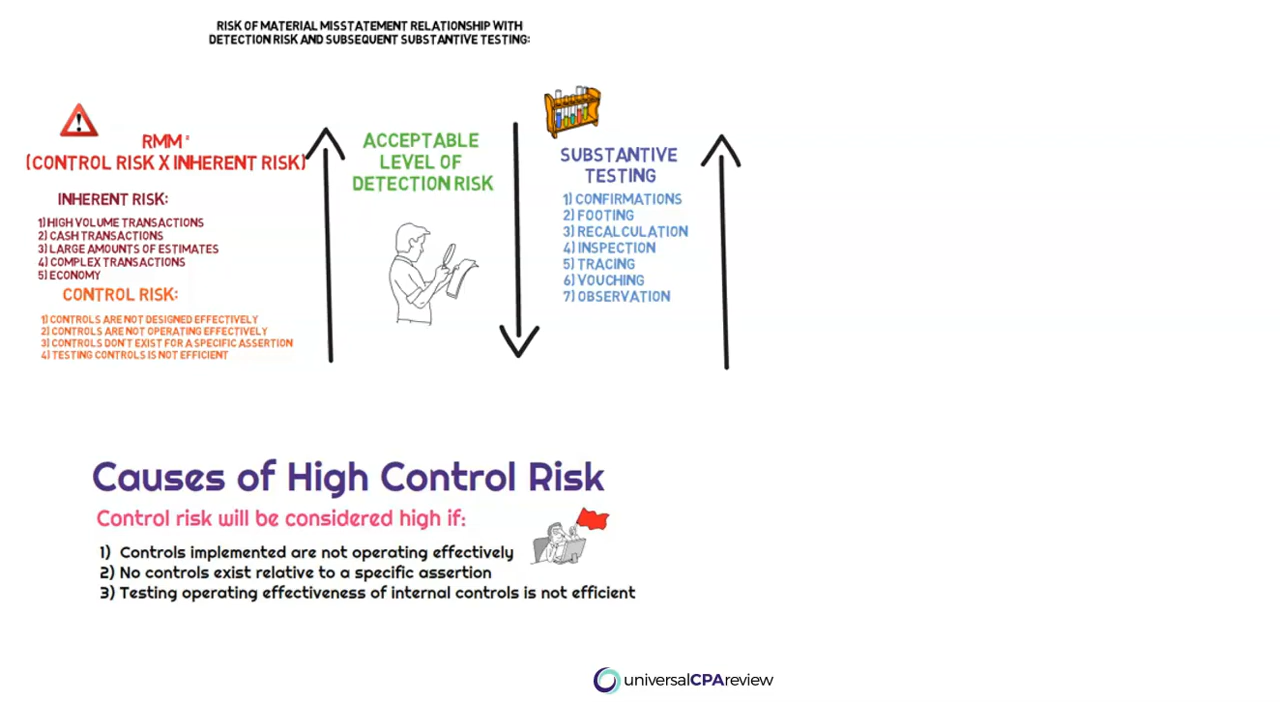 RISK OF MATERIAL MISSTATEMENT RELATIONSHIP WITH
DETECTION RISK AND SUBSEQUENT SUBSTANTIVE TESTING:
RMM =
(CONTROL RISK X INHERENT RISK)
INHERENT RISK:
1) HIGH VOLUME TRANSACTIONS
2) CASH TRANSACTIONS
3) LARGE AMOUNTS OF ESTIMATES
4) COMPLEX TRANSACTIONS
5) ECONOMY
CONTROL RISK:
1) CONTROLS ARE NOT DESIGNED EFFECTIVELY
2) CONTROLS ARE NOT OPERATING EFFECTIVELY
3) CONTROLS DON'T EXIST FOR A SPECIFIC ASSERTION
4) TESTING CONTROLS IS NOT EFFICIENT
ACCEPTABLE
LEVEL OF
DETECTION RISK
SUBSTANTIVE
TESTING
1) CONFIRMATIONS
2) FOOTING
3) RECALCULATION
4) INSPECTION
5) TRACING
6) VOUCHING
7) OBSERVATION
Causes of High Control Risk
Control risk will be considered high if:
1) Controls implemented are not operating effectively
2) No controls exist relative to a specific assertion
3) Testing operating effectiveness of internal controls is not efficient
universalCPAreview